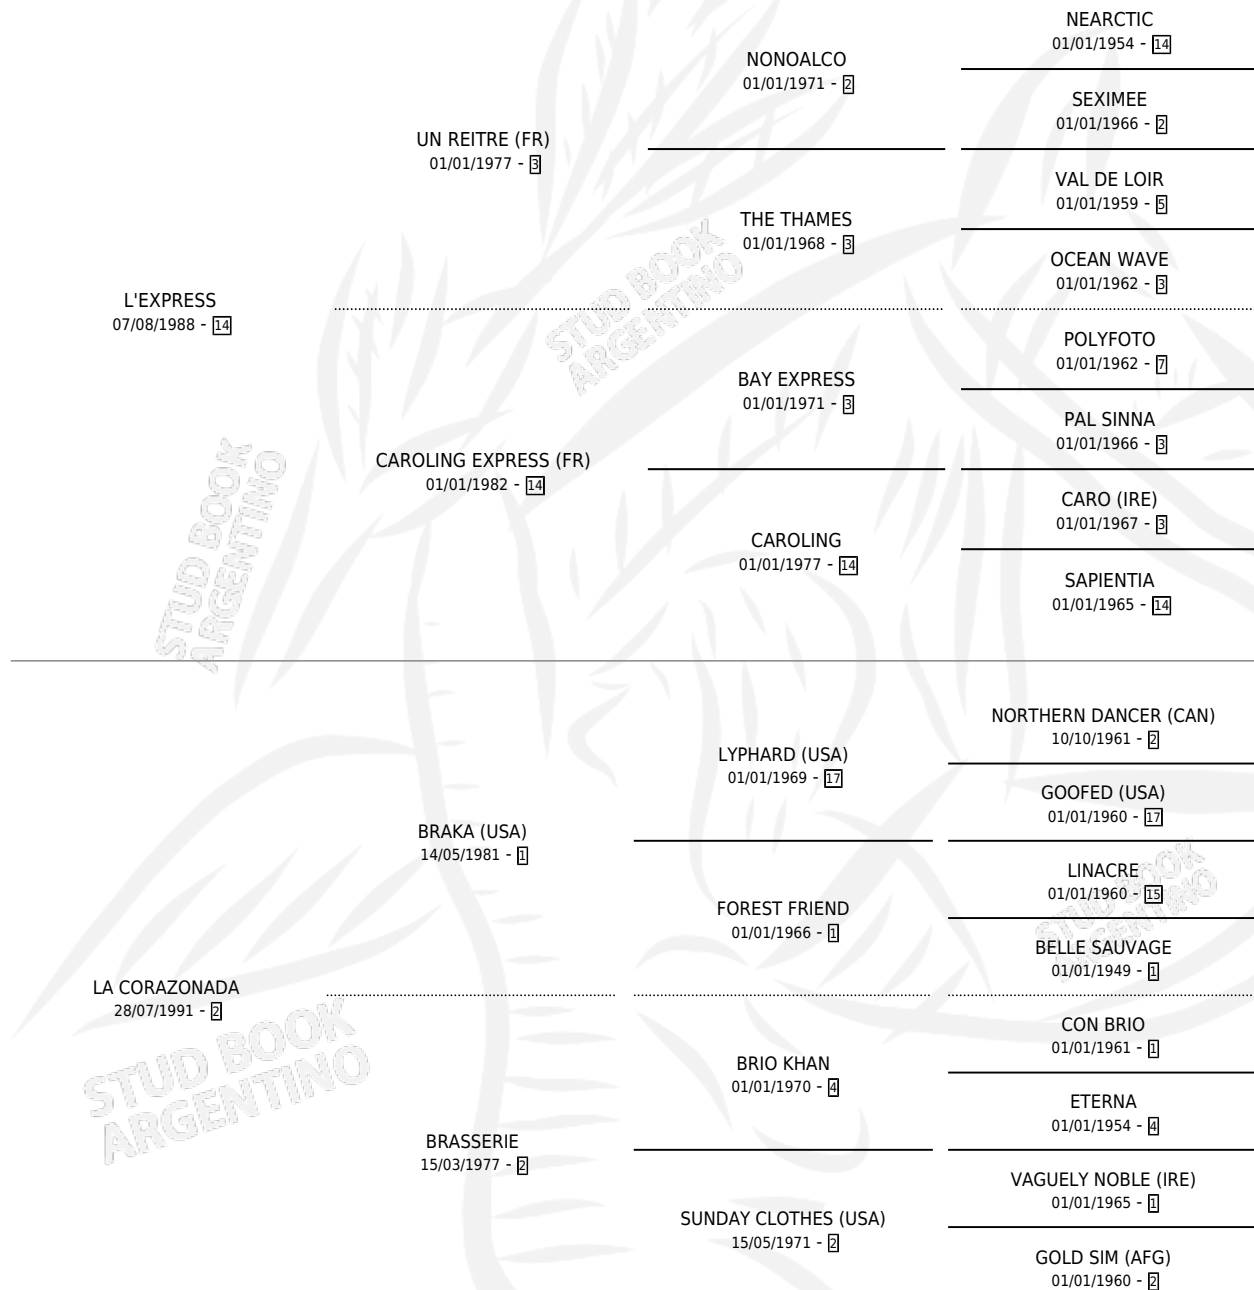 NEARCTIC
01/01/1954 - 14
NONOALCO
01/01/1971 - 2
SEXIMEE
01/01/1966 - 2
UN REITRE (FR)
01/01/1977 - 3
VAL DE LOIR
01/01/1959 - 5
THE THAMES
01/01/1968 - 3
OCEAN WAVE
01/01/1962 - 3
L'EXPRESS
07/08/1988 - 14
STUD BOOK
ARGENTINO
POLYFOTO
01/01/1962 - 7
BAY EXPRESS
01/01/1971 - 3
PAL SINNA
01/01/1966 - 3
CAROLING EXPRESS (FR)
01/01/1982 - 14
CARO (IRE)
01/01/1967 - 3
CAROLING
01/01/1977 - 14
SAPIENTIA
01/01/1965 - 14
STUD BOOK
ARGENTINO
NORTHERN DANCER (CAN)
10/10/1961 - 2
LYPHARD (USA)
01/01/1969 - 17
GOOFED (USA)
01/01/1960 - 17
BRAKA (USA)
14/05/1981 - 1
LINACRE
01/01/1960 - 15
FOREST FRIEND
01/01/1966 - 1
STUD BOOK
ARGENTINO
BELLE SAUVAGE
01/01/1949 - 1
LA CORAZONADA
28/07/1991 - 2
STUD BOOK
ARGENTINO
CON BRIO
01/01/1961 - 1
BRIO KHAN
01/01/1970 - 4
ETERNA
01/01/1954 - 4
BRASSERIE
15/03/1977 - 2
VAGUELY NOBLE (IRE)
01/01/1965 - 1
SUNDAY CLOTHES (USA)
15/05/1971 - 2
GOLD SIM (AFG)
01/01/1960 - 2